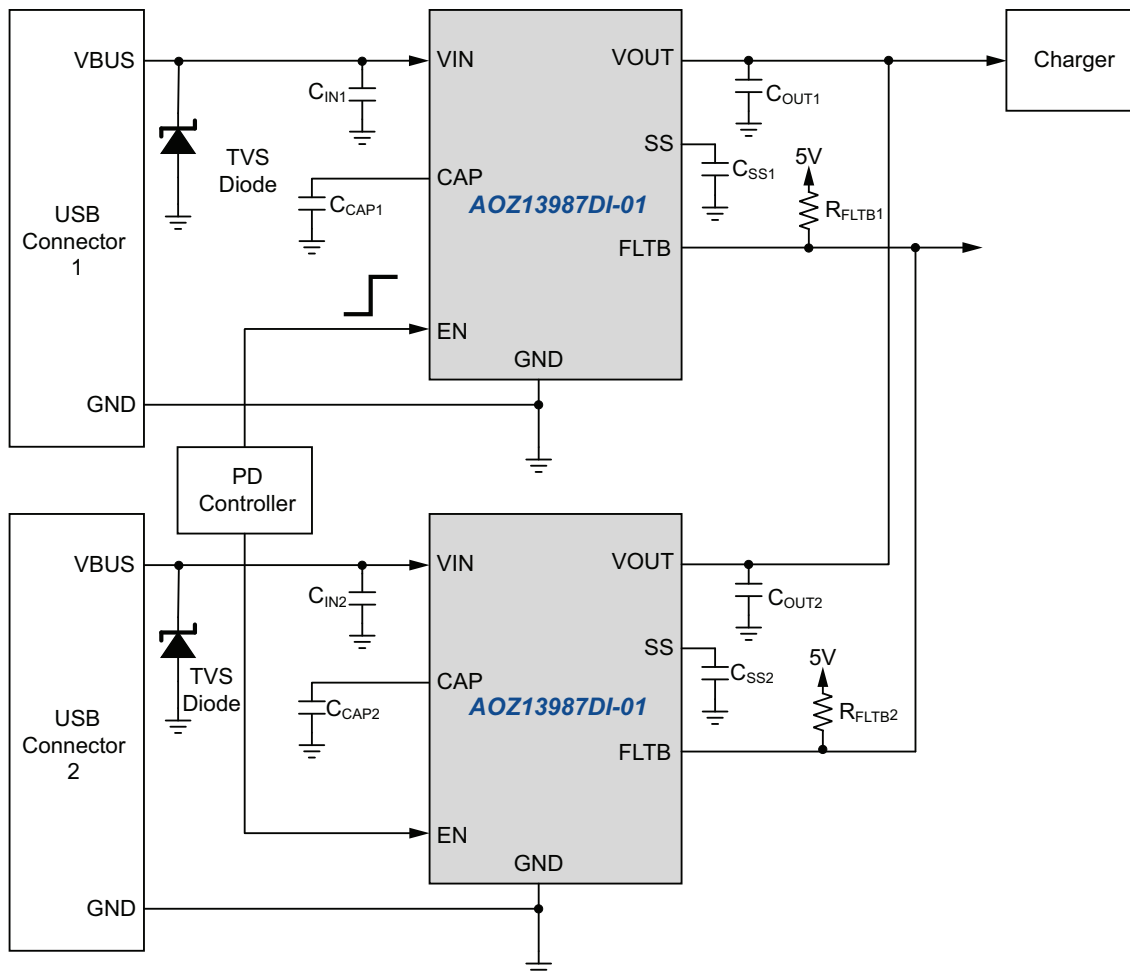 VBUS
VIN
VOUT
Charger
CIN1
COUT1
TVS
Diode
SS
5V
CSS1
CAP
CCAP1
AOZ13987DI-01
RFLTB1
USB
Connector
1
FLTB
EN
GND
GND
PD
Controller
VBUS
VIN
VOUT
CIN2
COUT2
TVS
Diode
SS
5V
CSS2
CAP
CCAP2
AOZ13987DI-01
RFLTB2
USB
Connector
2
FLTB
EN
GND
GND